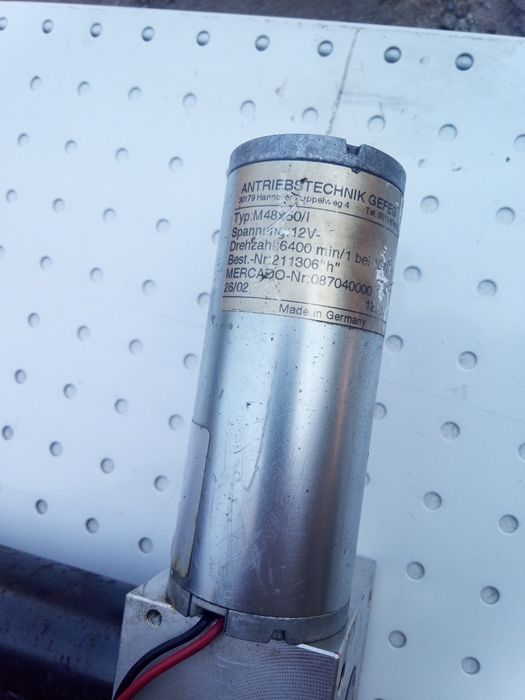 ANTRIEBSTECHNIK GEFEG
30179 Hannover Tel.
Typ:M48x50/I
Spannung:12V-
Drehzahl:6400 min/1 bei
Best.-Nr:211306"h"
MERCADO-Nr:087040000
26/02
Made in Germany